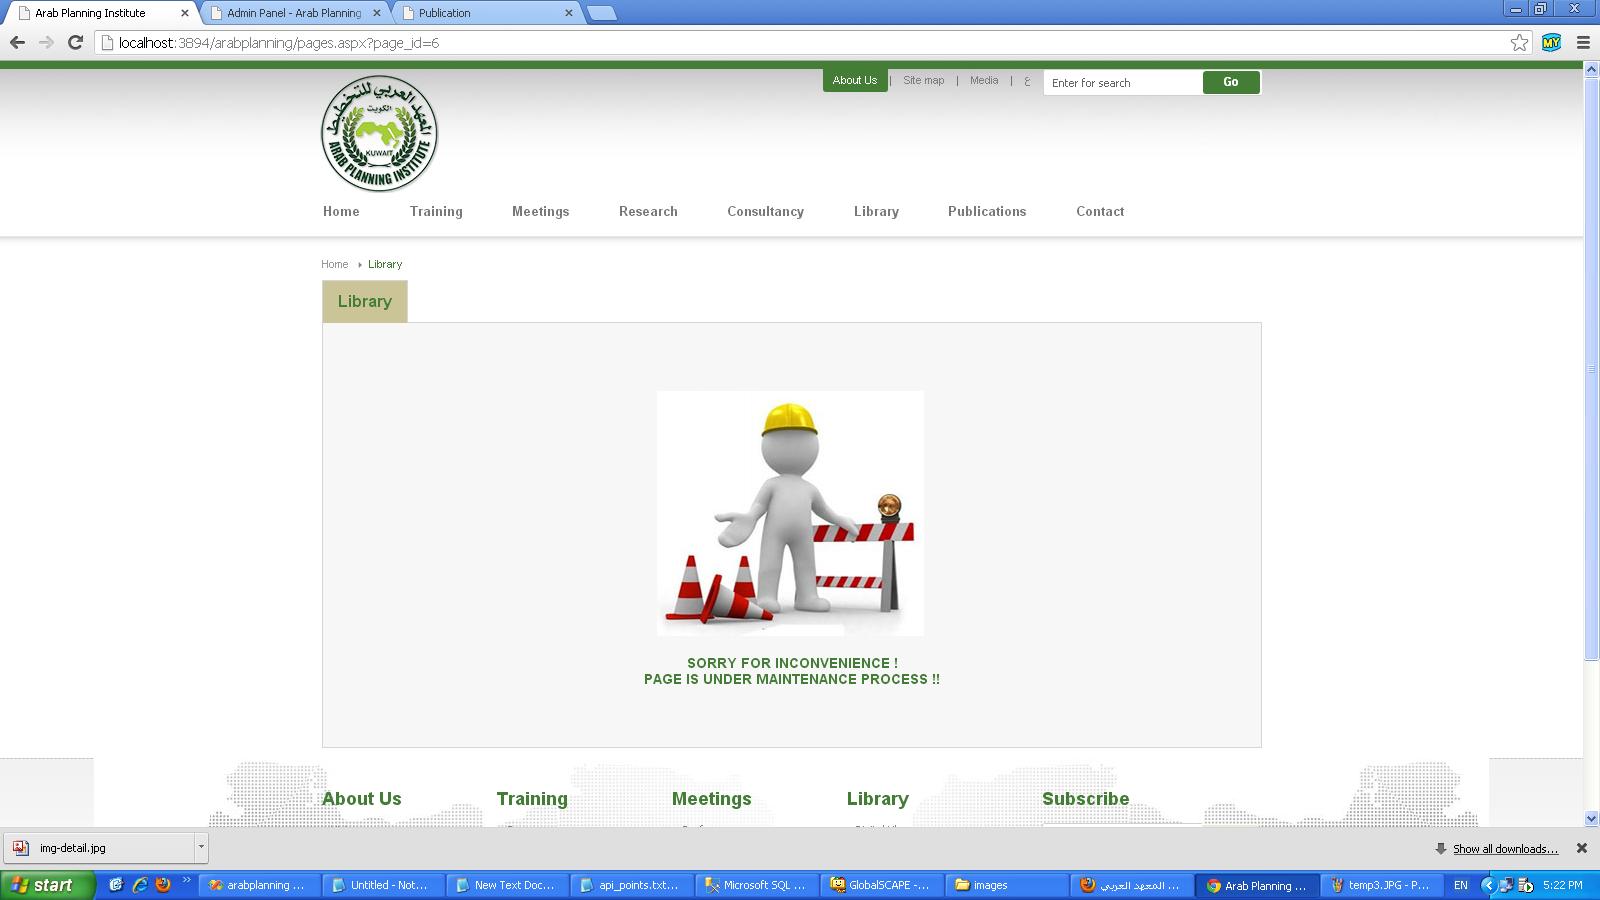 Arab Planning Institute
Admin Panel - Arab Planning
Publication
localhost:3894/arabplanning/pages.aspx?page_id=6
MY
About Us | Site map | Media | ع
Enter for search
Go
المعهد العربي للتخطيط
الكويت
KUWAIT
ARAB PLANNING INSTITUTE
Home Training Meetings Research Consultancy Library Publications Contact
Home Library
Library
SORRY FOR INCONVENIENCE !
PAGE IS UNDER MAINTENANCE PROCESS !!
About Us Training Meetings Library Subscribe
img-detail.jpg
Show all downloads...
start
arabplanning ...
Untitled - Not...
New Text Doc...
api_points.txt...
Microsoft SQL ...
GlobalSCAPE -...
images
المعهد العربي ...
Arab Planning ...
temp3.JPG - P...
EN
5:22 PM